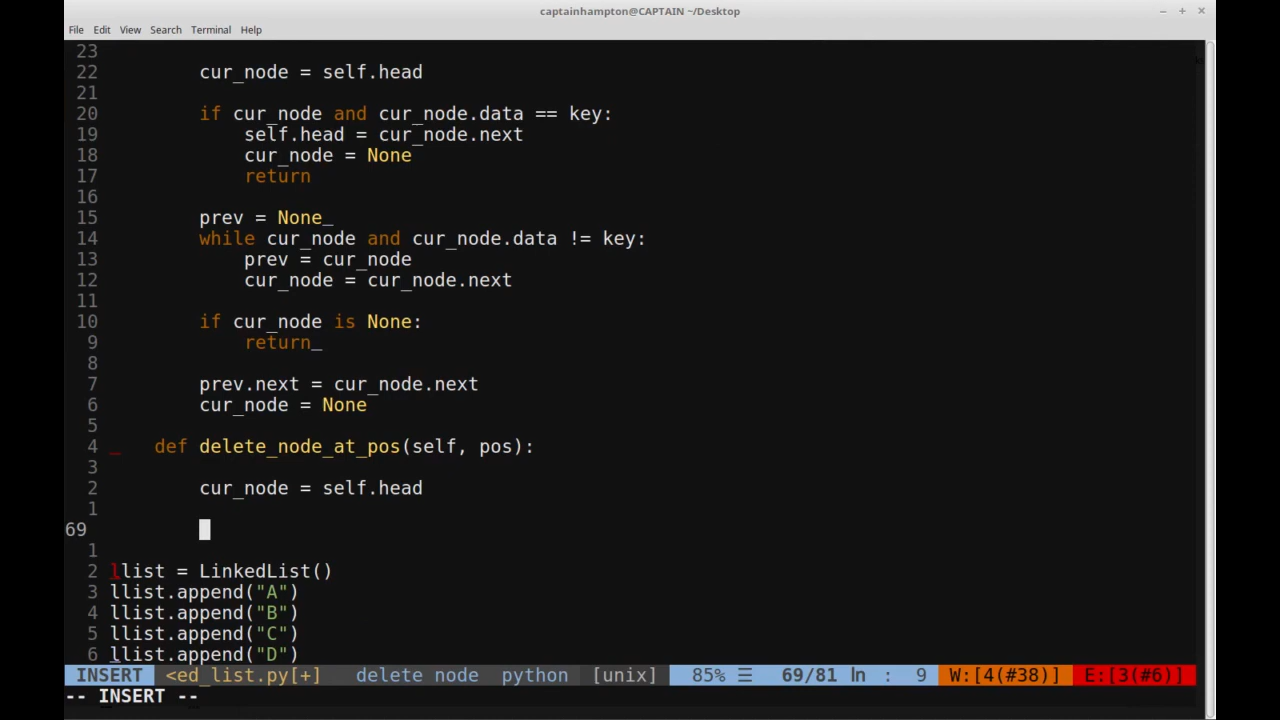 captainhampton@CAPTAIN ~/Desktop
File Edit View Search Terminal Help
23
22 cur_node = self.head
21
20 if cur_node and cur_node.data == key:
19 self.head = cur_node.next
18 cur_node = None
17 return
16
15 prev = None_
14 while cur_node and cur_node.data != key:
13 prev = cur_node
12 cur_node = cur_node.next
11
10 if cur_node is None:
9 return_
8
7 prev.next = cur_node.next
6 cur_node = None
5
4 _ def delete_node_at_pos(self, pos):
3
2 cur_node = self.head
1
69
1
2 llist = LinkedList()
3 llist.append("A")
4 llist.append("B")
5 llist.append("C")
6 llist.append("D")
INSERT <ed_list.py[+] delete node python [unix] 85% ☰ 69/81 ln : 9 W:[4(#38)] E:[3(#6)]
-- INSERT --